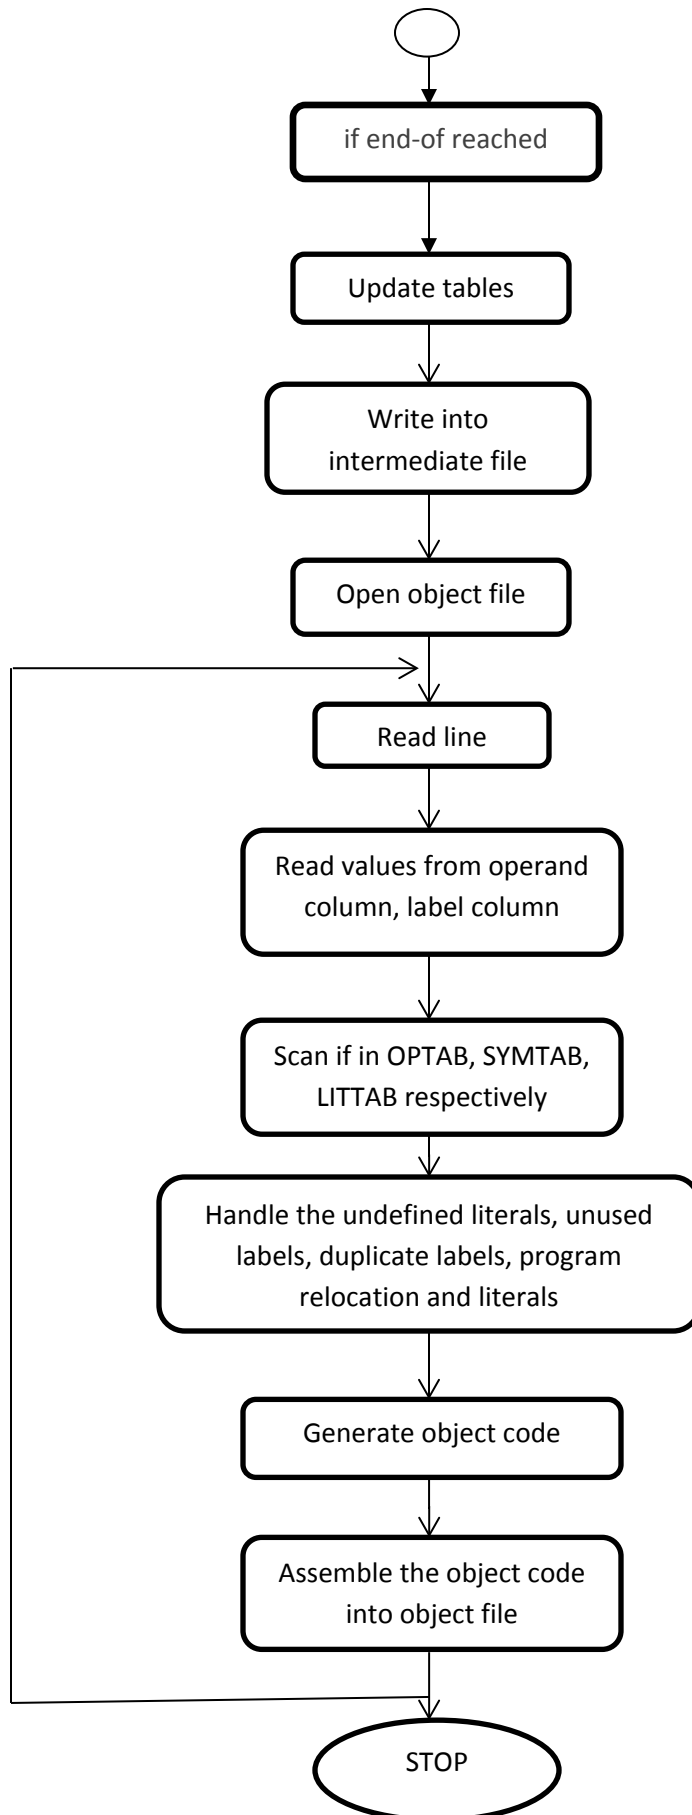 if end-of reached
Update tables
Write into
intermediate file
Open object file
Read line
Read values from operand
column, label column
Scan if in OPTAB, SYMTAB,
LITTAB respectively
Handle the undefined literals, unused
labels, duplicate labels, program
relocation and literals
Generate object code
Assemble the object code
into object file
STOP